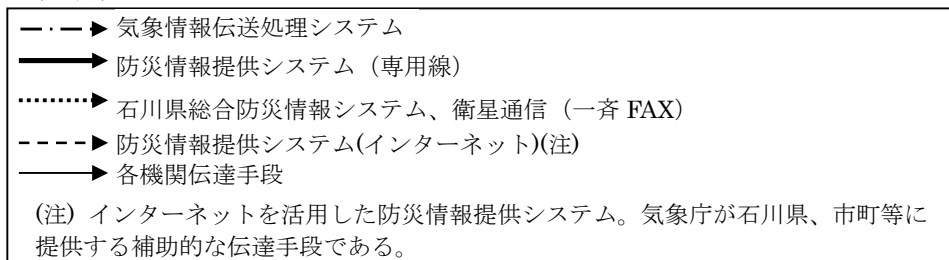 気象情報伝送処理システム
防災情報提供システム（専用線）
石川県総合防災情報システム、衛星通信（一斉 FAX）
防災情報提供システム(インターネット)(注)
各機関伝達手段
(注) インターネットを活用した防災情報提供システム。気象庁が石川県、市町等に
提供する補助的な伝達手段である。